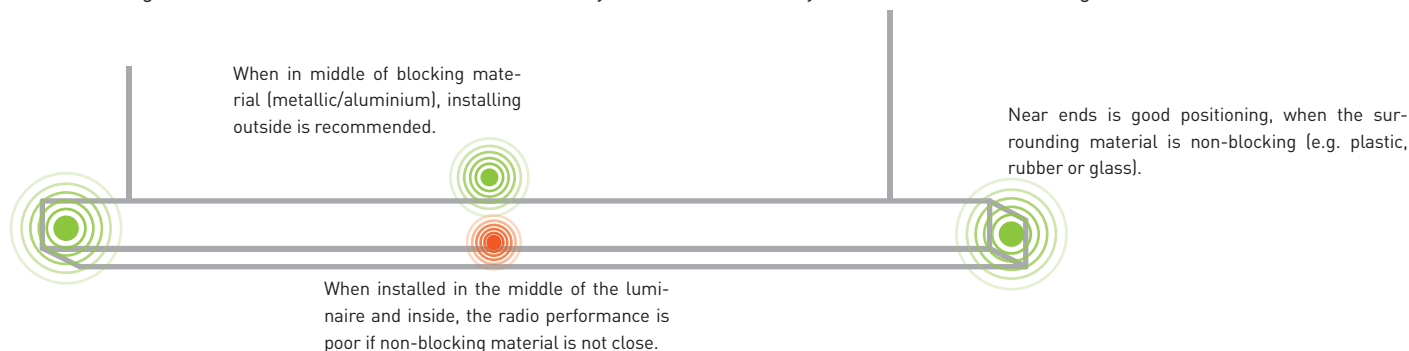 When in middle of blocking mate-
rial (metallic/aluminium), installing
outside is recommended.
Near ends is good positioning, when the sur-
rounding material is non-blocking (e.g. plastic,
rubber or glass).
When installed in the middle of the lumi-
naire and inside, the radio performance is
poor if non-blocking material is not close.